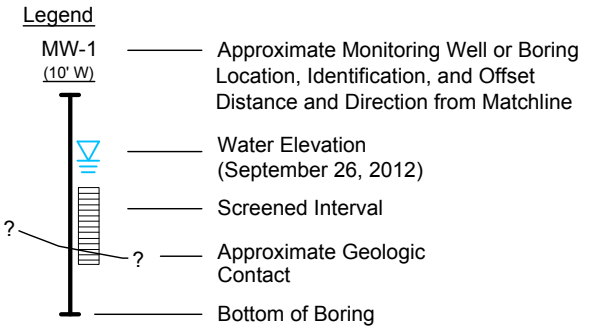 Legend
MW-1
(10' W)
Approximate Monitoring Well or Boring
Location, Identification, and Offset
Distance and Direction from Matchline
Water Elevation
(September 26, 2012)
Screened Interval
?
?
Approximate Geologic
Contact
Bottom of Boring